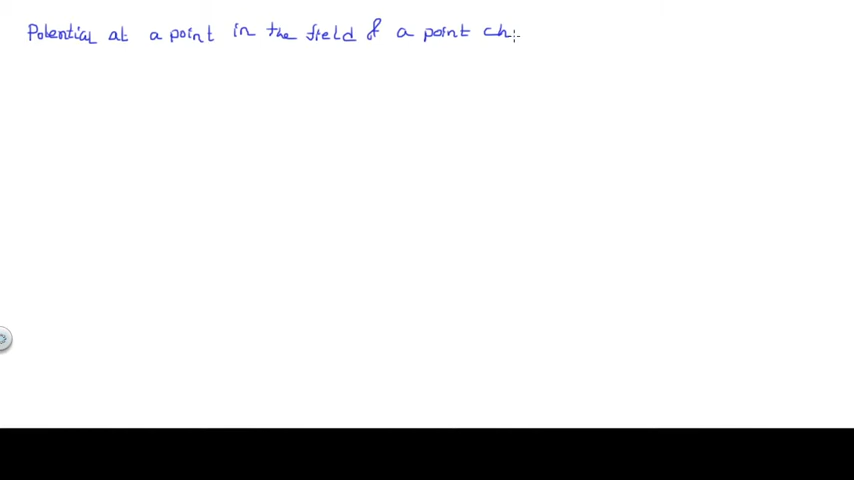 Potential at a point in the field of a point ch